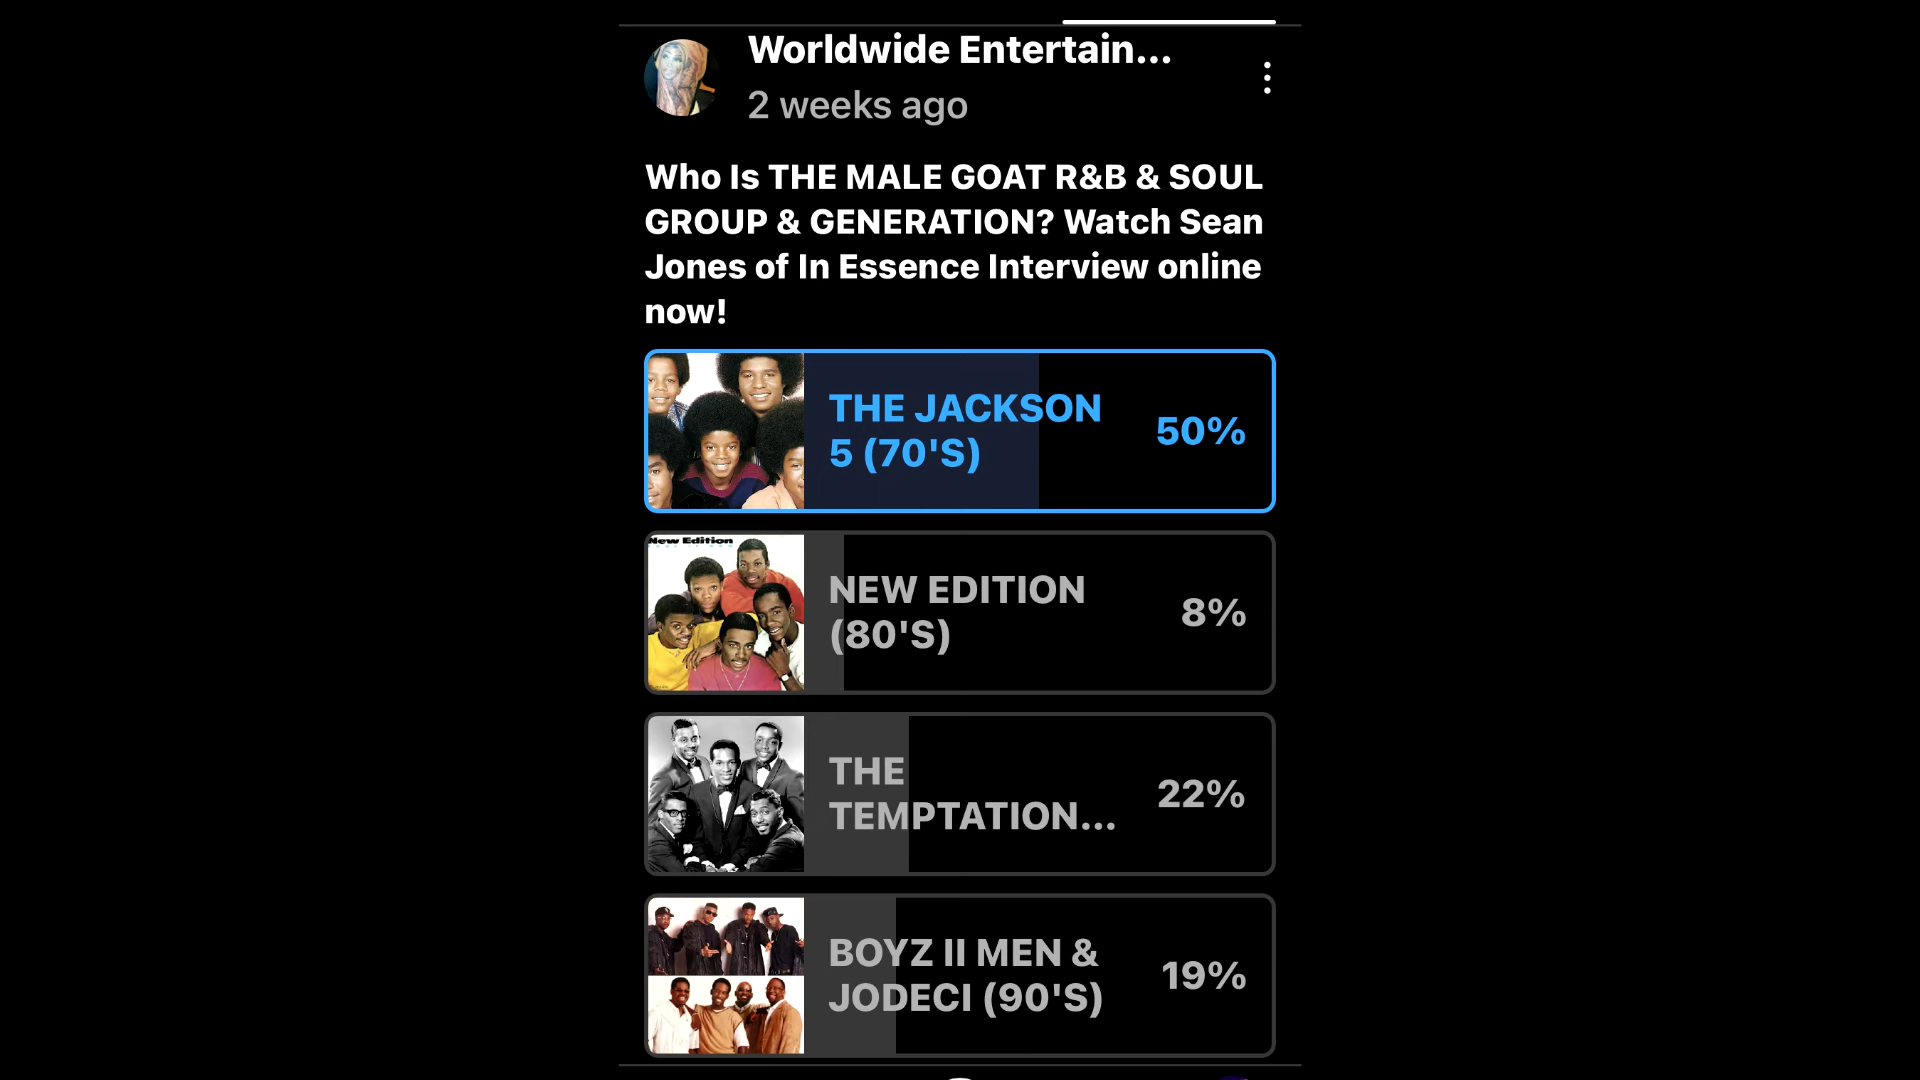 Worldwide Entertain...
2 weeks ago
Who Is THE MALE GOAT R&B & SOUL
GROUP & GENERATION? Watch Sean
Jones of In Essence Interview online
now!
THE JACKSON
5 (70'S)
50%
New Edition
NEW EDITION
(80'S)
8%
THE
TEMPTATION...
22%
BOYZ II MEN &
JODECI (90'S)
19%